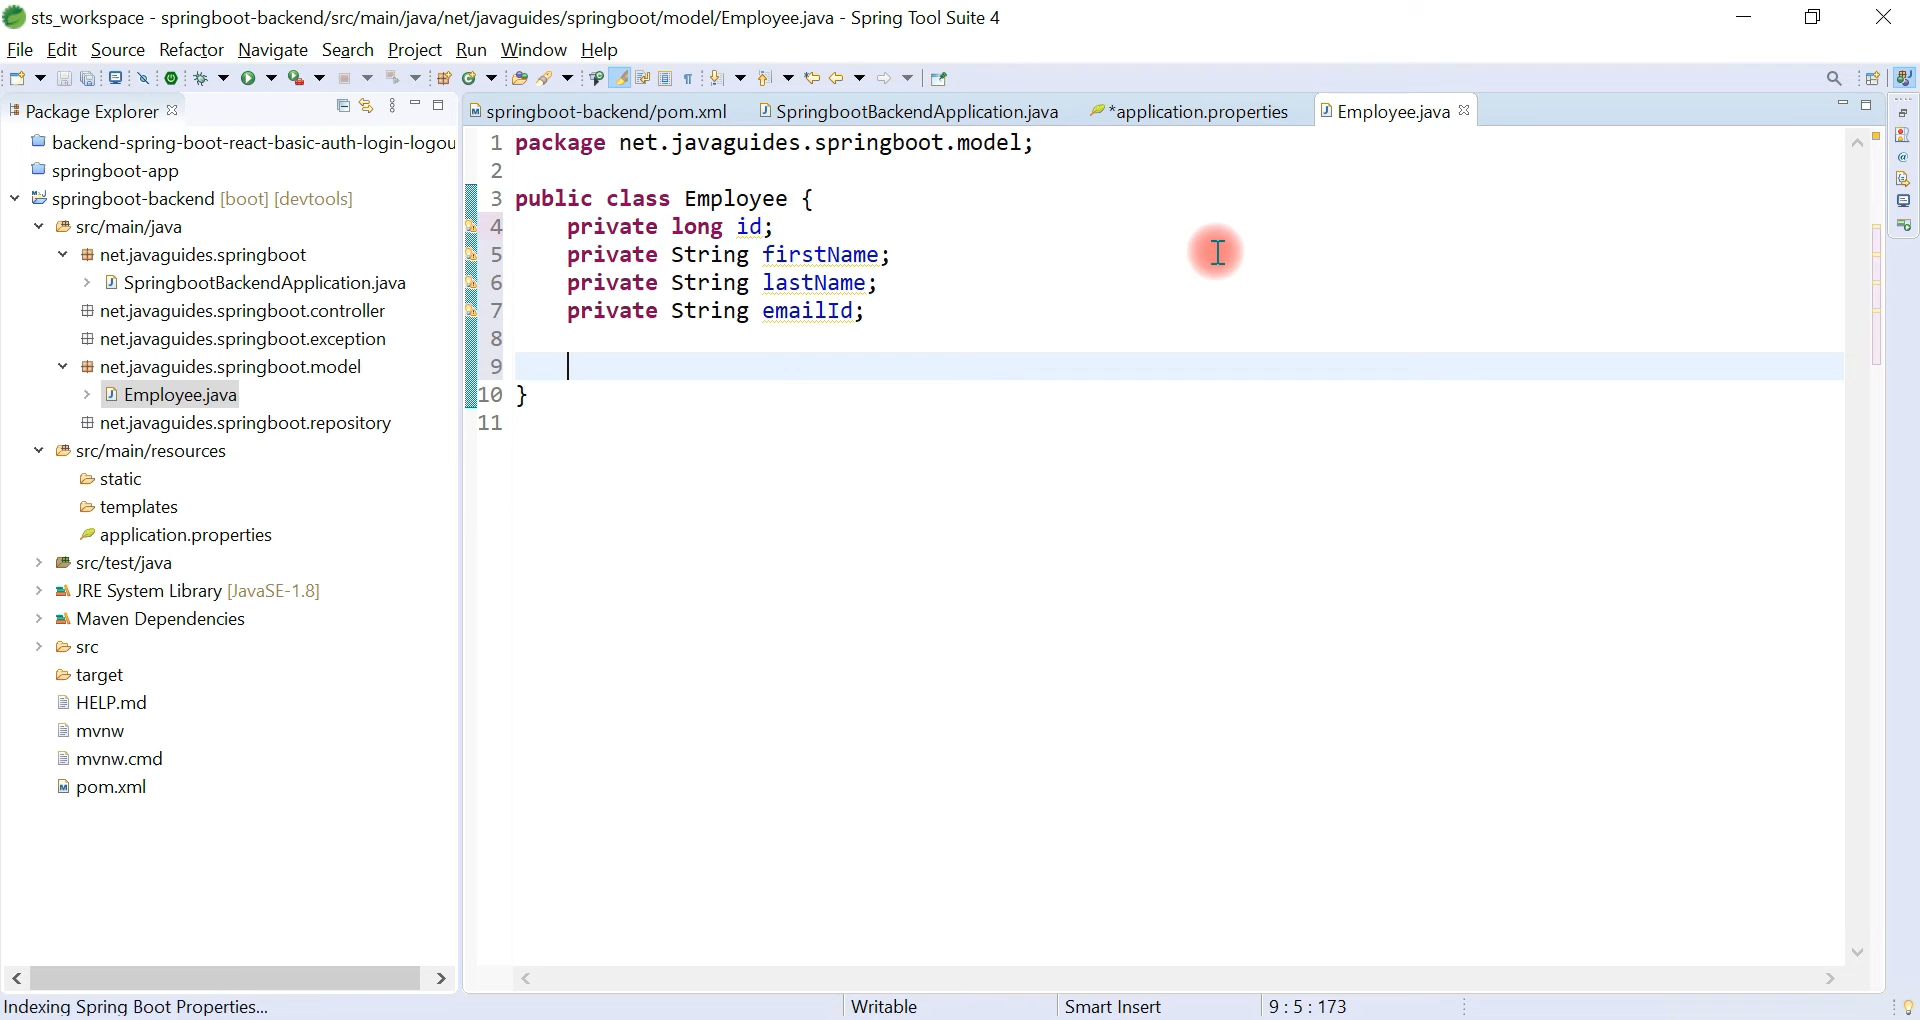 sts_workspace - springboot-backend/src/main/java/net/javaguides/springboot/model/Employee.java - Spring Tool Suite 4
File Edit Source Refactor Navigate Search Project Run Window Help
Package Explorer
springboot-backend/pom.xml SpringbootBackendApplication.java *application.properties Employee.java
backend-spring-boot-react-basic-auth-login-logou
springboot-app
springboot-backend [boot] [devtools]
src/main/java
net.javaguides.springboot
SpringbootBackendApplication.java
net.javaguides.springboot.controller
net.javaguides.springboot.exception
net.javaguides.springboot.model
Employee.java
net.javaguides.springboot.repository
src/main/resources
static
templates
application.properties
src/test/java
JRE System Library [JavaSE-1.8]
Maven Dependencies
src
target
HELP.md
mvnw
mvnw.cmd
pom.xml
1 package net.javaguides.springboot.model;
2
3 public class Employee {
4 private long id;
5 private String firstName;
6 private String lastName;
7 private String emailId;
8
9
10 }
11
Indexing Spring Boot Properties... Writable Smart Insert 9 : 5 : 173